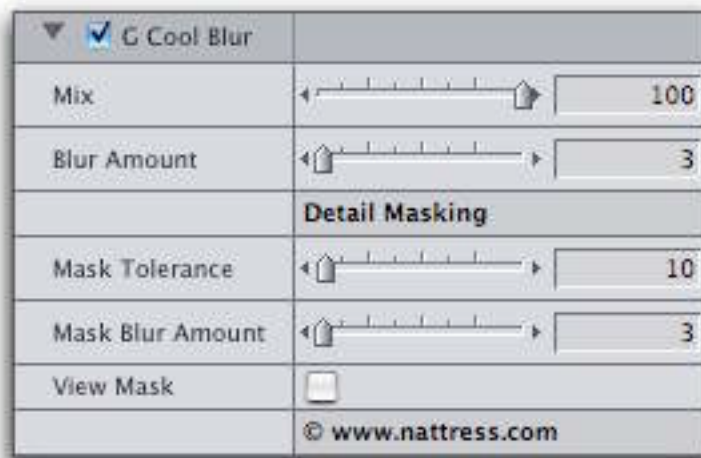 G Cool Blur
Mix 100
Blur Amount 3
Detail Masking
Mask Tolerance 10
Mask Blur Amount 3
View Mask
© www.nattress.com